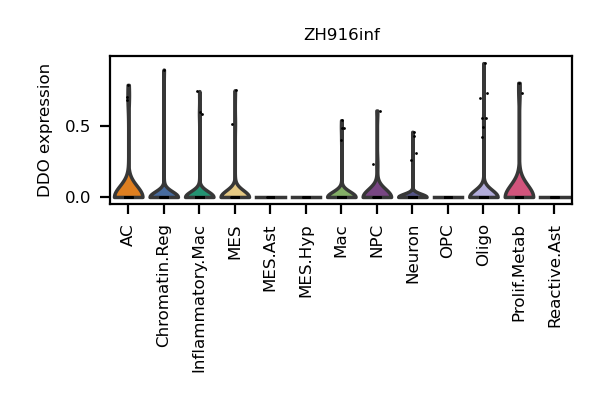 ZH916inf
DDO expression
0.5
0.0
AC
Chromatin.Reg
Inflammatory.Mac
MES
MES.Ast
MES.Hyp
Mac
NPC
Neuron
OPC
Oligo
Prolif.Metab
Reactive.Ast